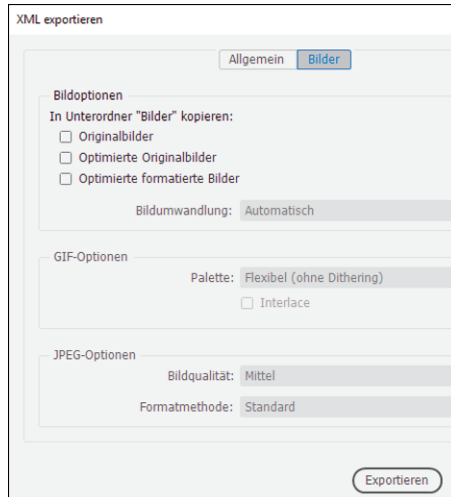 XML exportieren
Allgemein Bilder
Bildoptionen
In Unterordner "Bilder" kopieren:
Originalbilder
Optimierte Originalbilder
Optimierte formatierte Bilder
Bildumwandlung: Automatisch
GIF-Optionen
Palette: Flexibel (ohne Dithering)
Interlace
JPEG-Optionen
Bildqualität: Mittel
Formatmethode: Standard
Exportieren